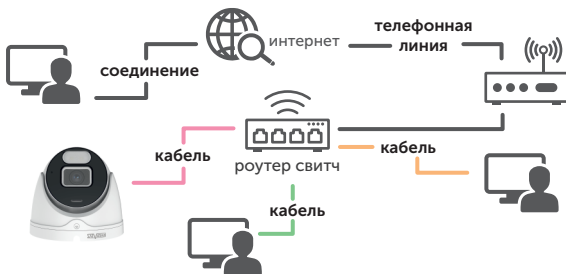 телефонная
линия
интернет
соединение
кабель
роутер свитч
кабель
кабель